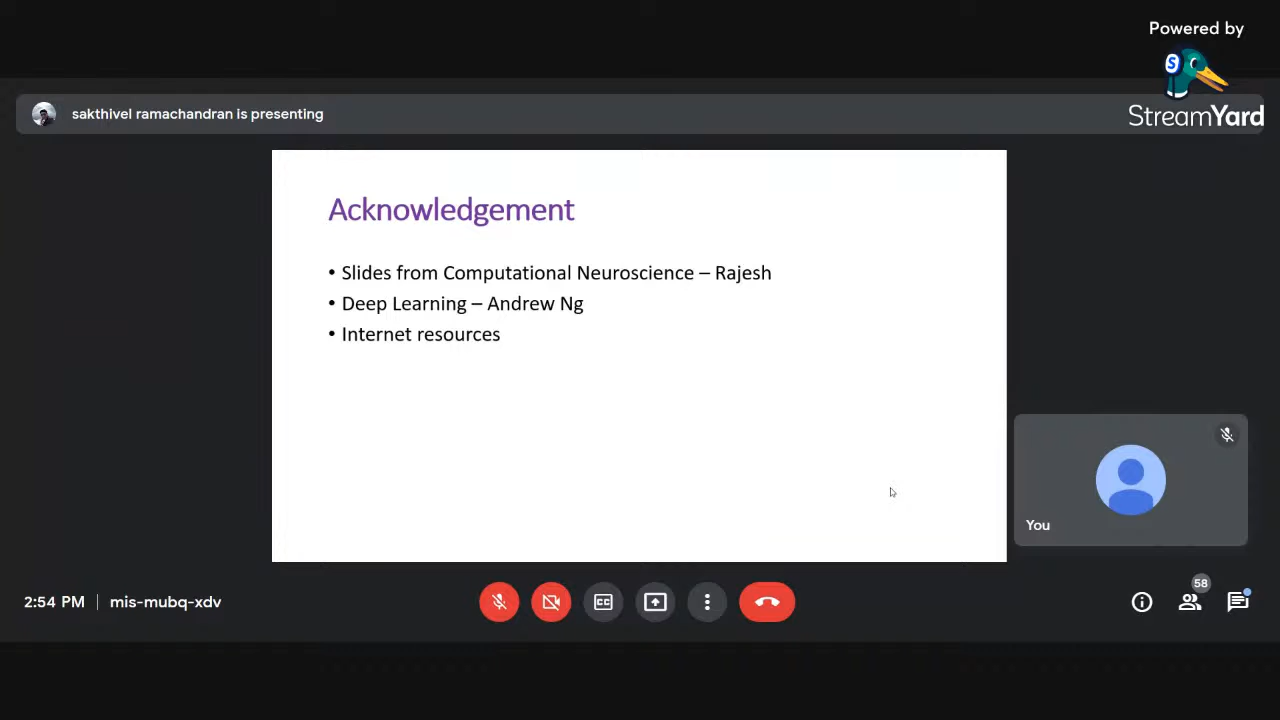 Powered by
StreamYard
sakthivel ramachandran is presenting
Acknowledgement
• Slides from Computational Neuroscience – Rajesh
• Deep Learning – Andrew Ng
• Internet resources
You
2:54 PM | mis-mubq-xdv
CC
58
S